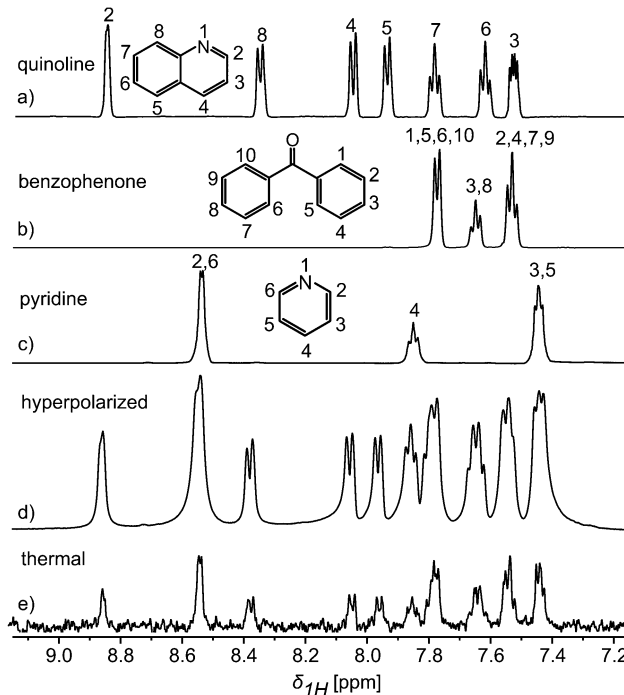 2
8
4
5
7
6
3
quinoline
8
1
N
7
2
6
3
5
4
a)
1,5,6,10
2,4,7,9
3,8
benzophenone
O
10
1
9
2
8
3
6
5
7
4
b)
2,6
4
3,5
pyridine
1
N
6
2
5
3
4
c)
hyperpolarized
d)
thermal
e)
9.0 8.8 8.6 8.4 8.2 8.0 7.8 7.6 7.4 7.2
δ1H [ppm]